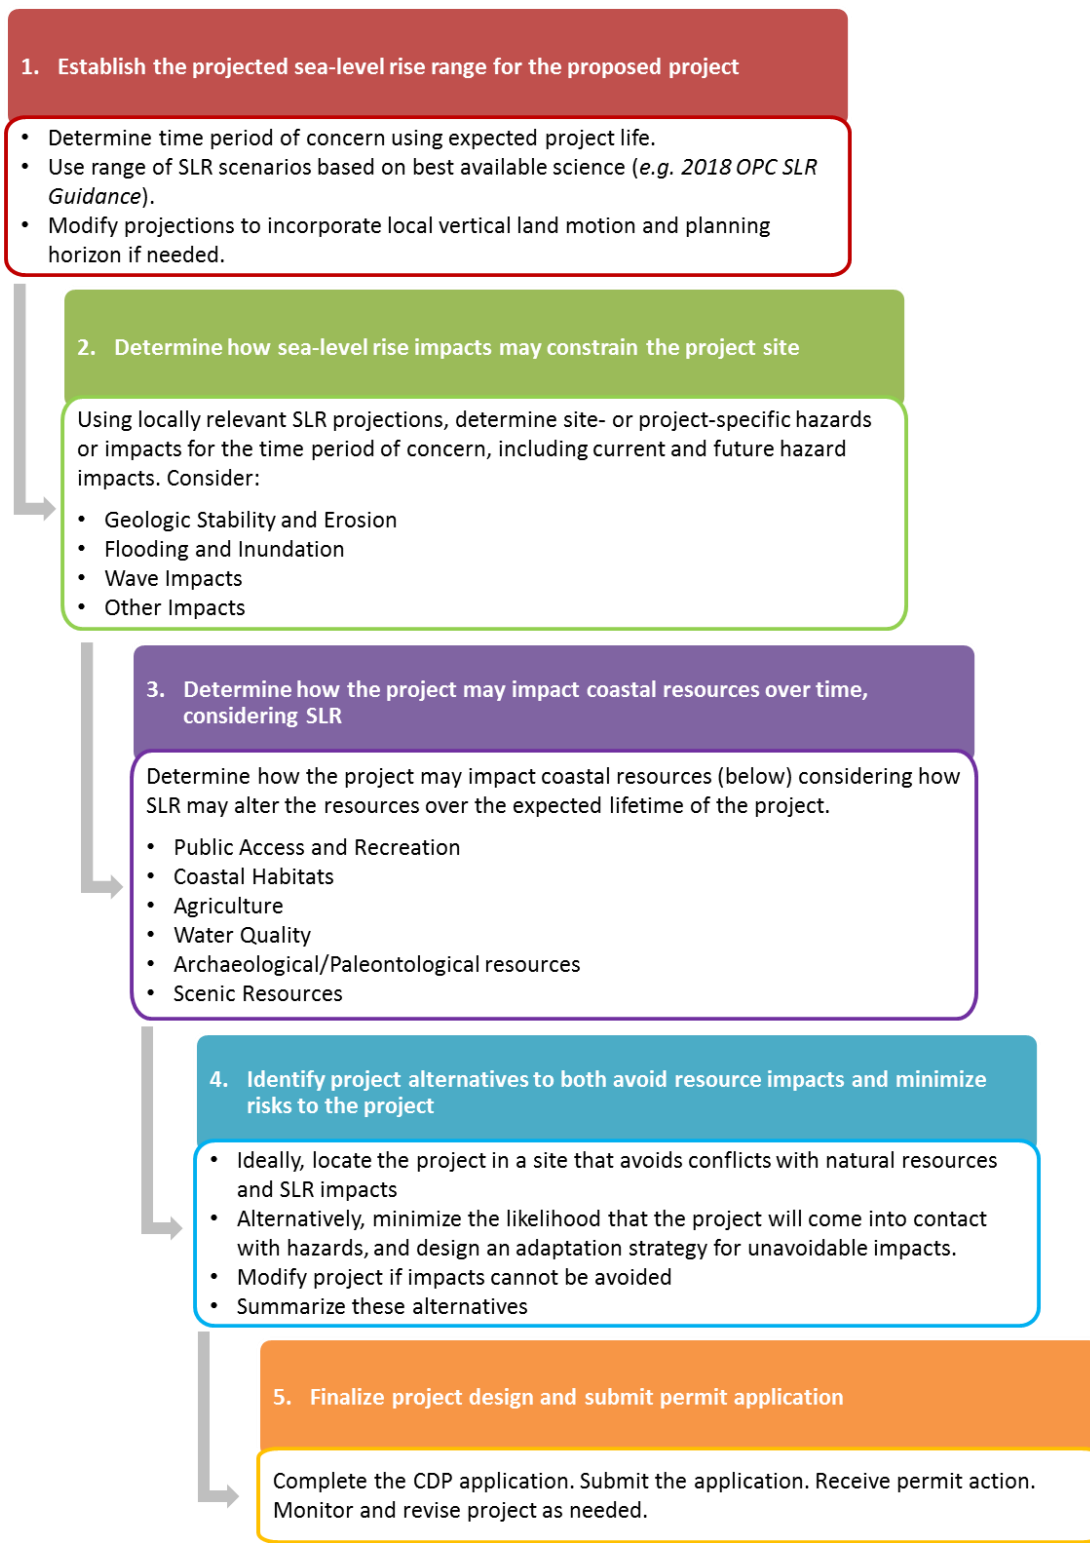 1. Establish the projected sea-level rise range for the proposed project
• Determine time period of concern using expected project life.
• Use range of SLR scenarios based on best available science (e.g. 2018 OPC SLR
Guidance).
• Modify projections to incorporate local vertical land motion and planning
horizon if needed.
2. Determine how sea-level rise impacts may constrain the project site
Using locally relevant SLR projections, determine site- or project-specific hazards
or impacts for the time period of concern, including current and future hazard
impacts. Consider:
• Geologic Stability and Erosion
• Flooding and Inundation
• Wave Impacts
• Other Impacts
3. Determine how the project may impact coastal resources over time,
considering SLR
Determine how the project may impact coastal resources (below) considering how
SLR may alter the resources over the expected lifetime of the project.
• Public Access and Recreation
• Coastal Habitats
• Agriculture
• Water Quality
• Archaeological/Paleontological resources
• Scenic Resources
4. Identify project alternatives to both avoid resource impacts and minimize
risks to the project
• Ideally, locate the project in a site that avoids conflicts with natural resources
and SLR impacts
• Alternatively, minimize the likelihood that the project will come into contact
with hazards, and design an adaptation strategy for unavoidable impacts.
• Modify project if impacts cannot be avoided
• Summarize these alternatives
5. Finalize project design and submit permit application
Complete the CDP application. Submit the application. Receive permit action.
Monitor and revise project as needed.